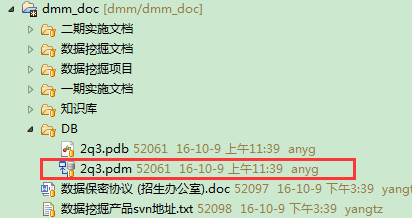 dmm_doc [dmm/dmm_doc]
二期实施文档
数据挖掘文档
数据挖掘项目
一期实施文档
知识库
DB
2q3.pdb 52061 16-10-9 上午11:39 anyg
2q3.pdm 52061 16-10-9 上午11:39 anyg
数据保密协议 (招生办公室).doc 52097 16-10-9 下午3:39 yangtz
数据挖掘产品svn地址.txt 52098 16-10-9 下午3:39 yangtz